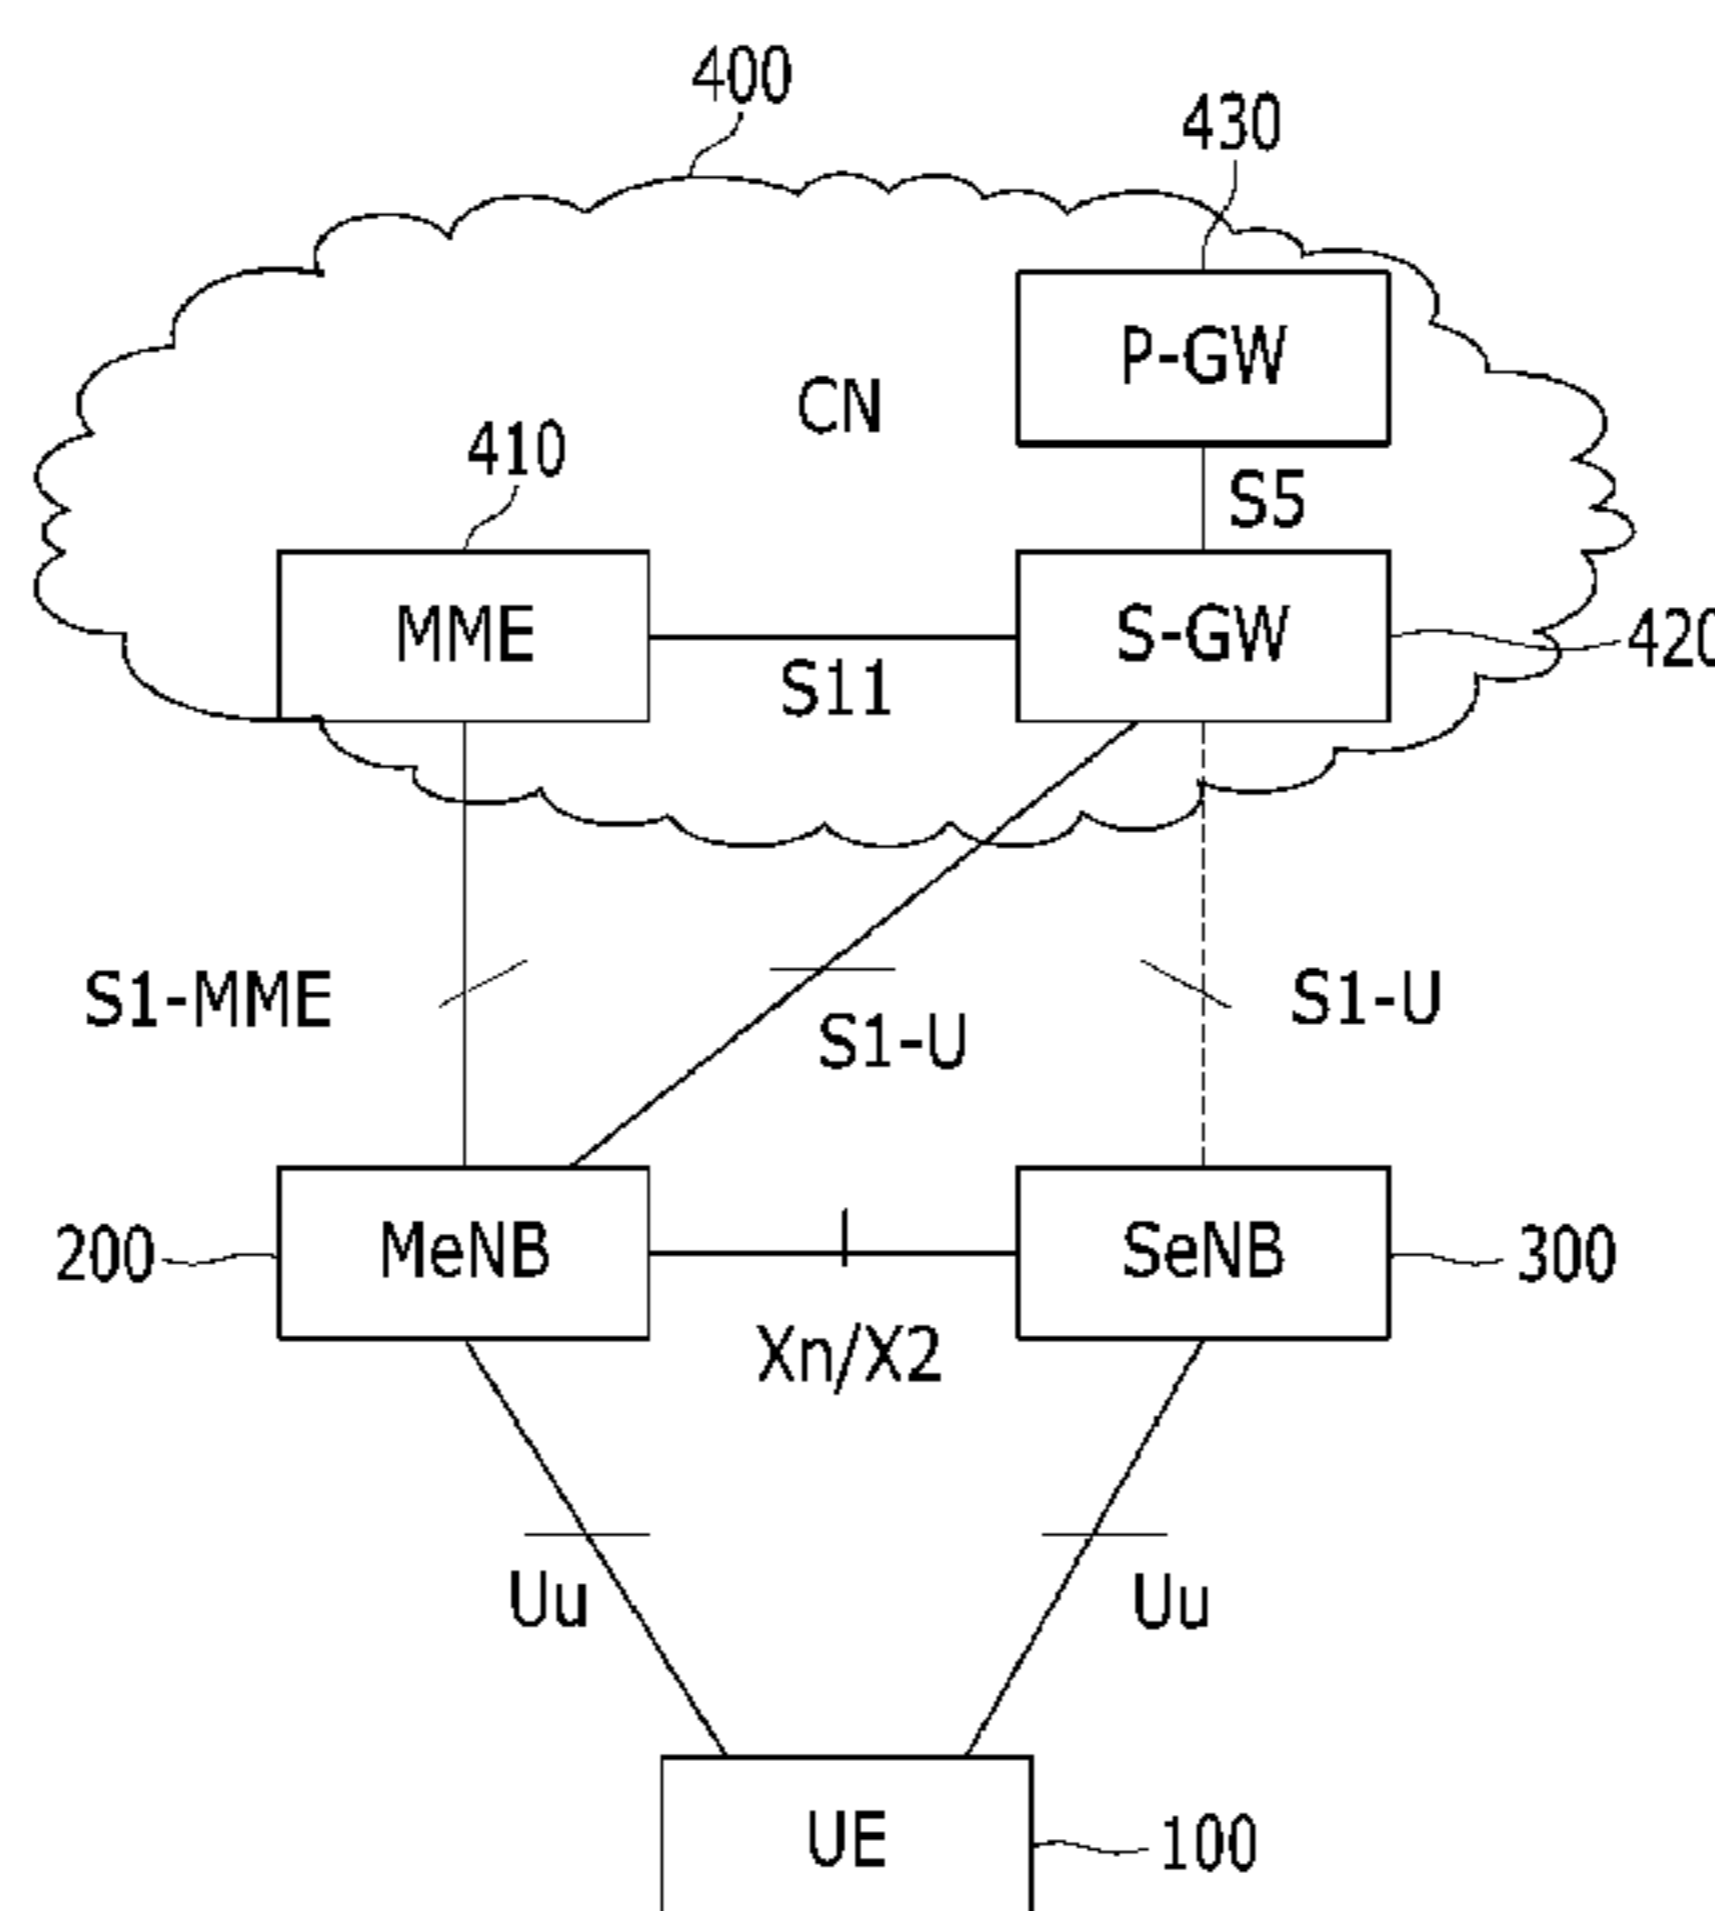 400
430
P-GW
CN
410
S5
MME
S-GW
420
S11
S1-MME
S1-U
S1-U
200
MeNB
SeNB
300
Xn/X2
Uu
Uu
UE
100